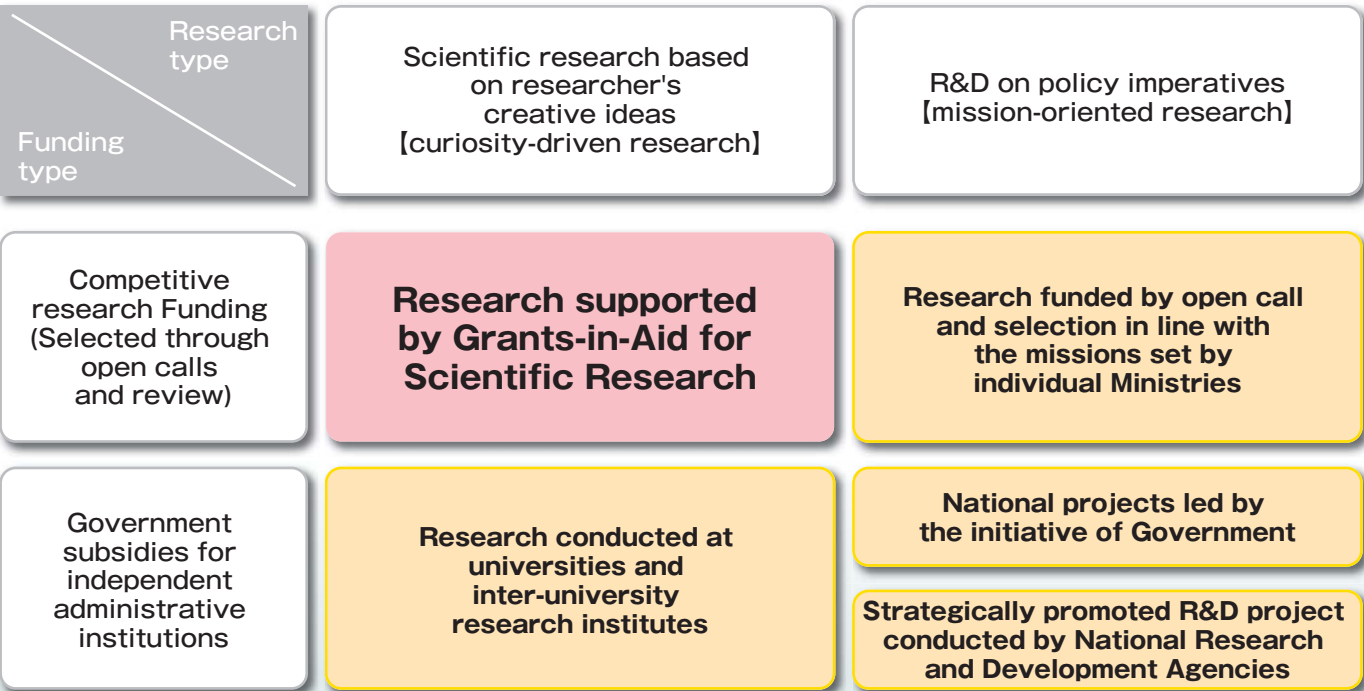 Research
type
Funding
type
Scientific research based
on researcher's
creative ideas
【curiosity-driven research】
R&D on policy imperatives
【mission-oriented research】
Competitive
research Funding
(Selected through
open calls
and review)
Research supported
by Grants-in-Aid for
Scientific Research
Research funded by open call
and selection in line with
the missions set by
individual Ministries
Government
subsidies for
independent
administrative
institutions
Research conducted at
universities and
inter-university
research institutes
National projects led by
the initiative of Government
Strategically promoted R&D project
conducted by National Research
and Development Agencies